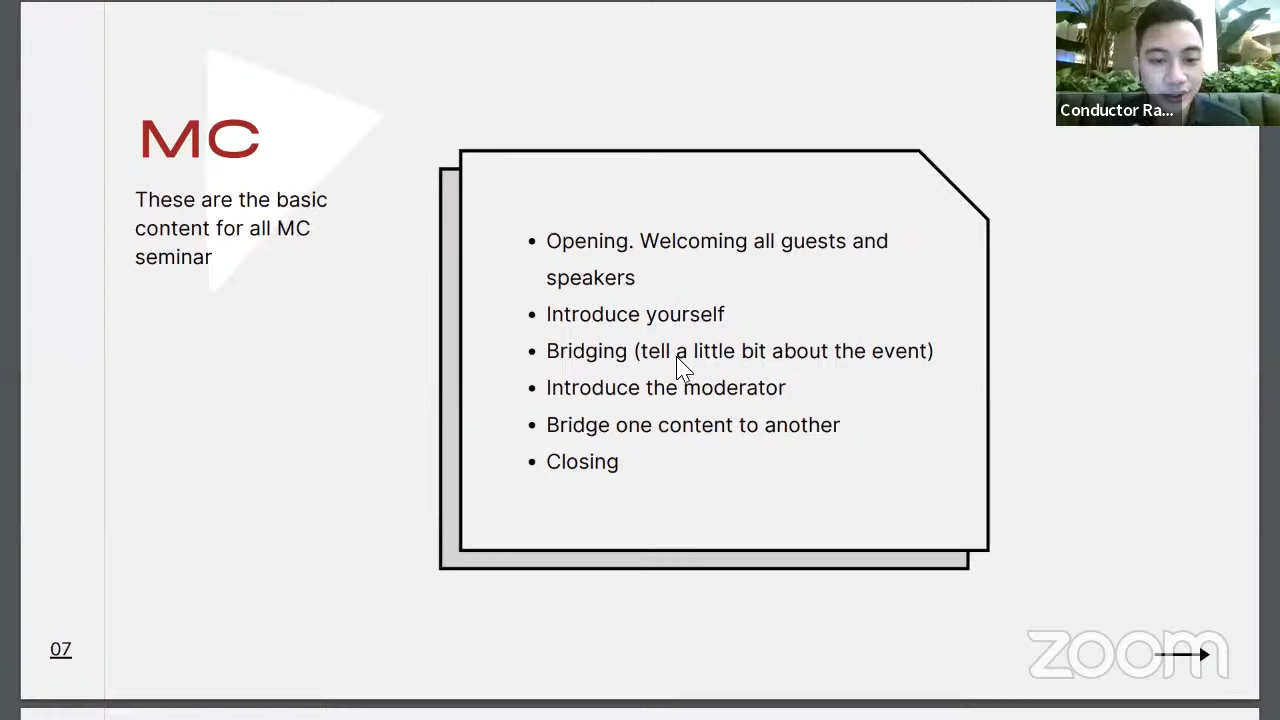 Conductor Ra...
MC
These are the basic
content for all MC
seminar
• Opening. Welcoming all guests and
speakers
• Introduce yourself
• Bridging (tell a little bit about the event)
• Introduce the moderator
• Bridge one content to another
• Closing
07
zoom